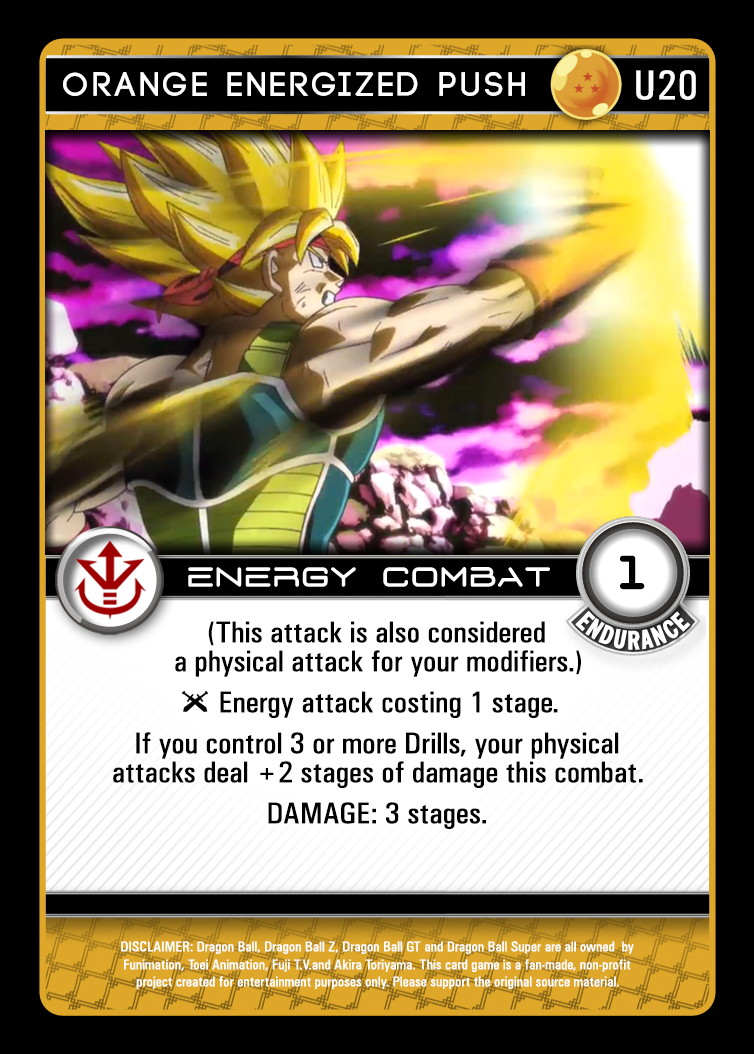 ORANGE ENERGIZED PUSH
U20
ENERGY COMBAT
1
ENDURANCE
(This attack is also considered
a physical attack for your modifiers.)
Energy attack costing 1 stage.
If you control 3 or more Drills, your physical
attacks deal +2 stages of damage this combat.
DAMAGE: 3 stages.
DISCLAIMER: Dragon Ball, Dragon Ball Z, Dragon Ball GT and Dragon Ball Super are all owned by
Funimation, Toei Animation, Fuji T.V.and Akira Toriyama. This card game is a fan-made, non-profit
project created for entertainment purposes only. Please support the original source material.